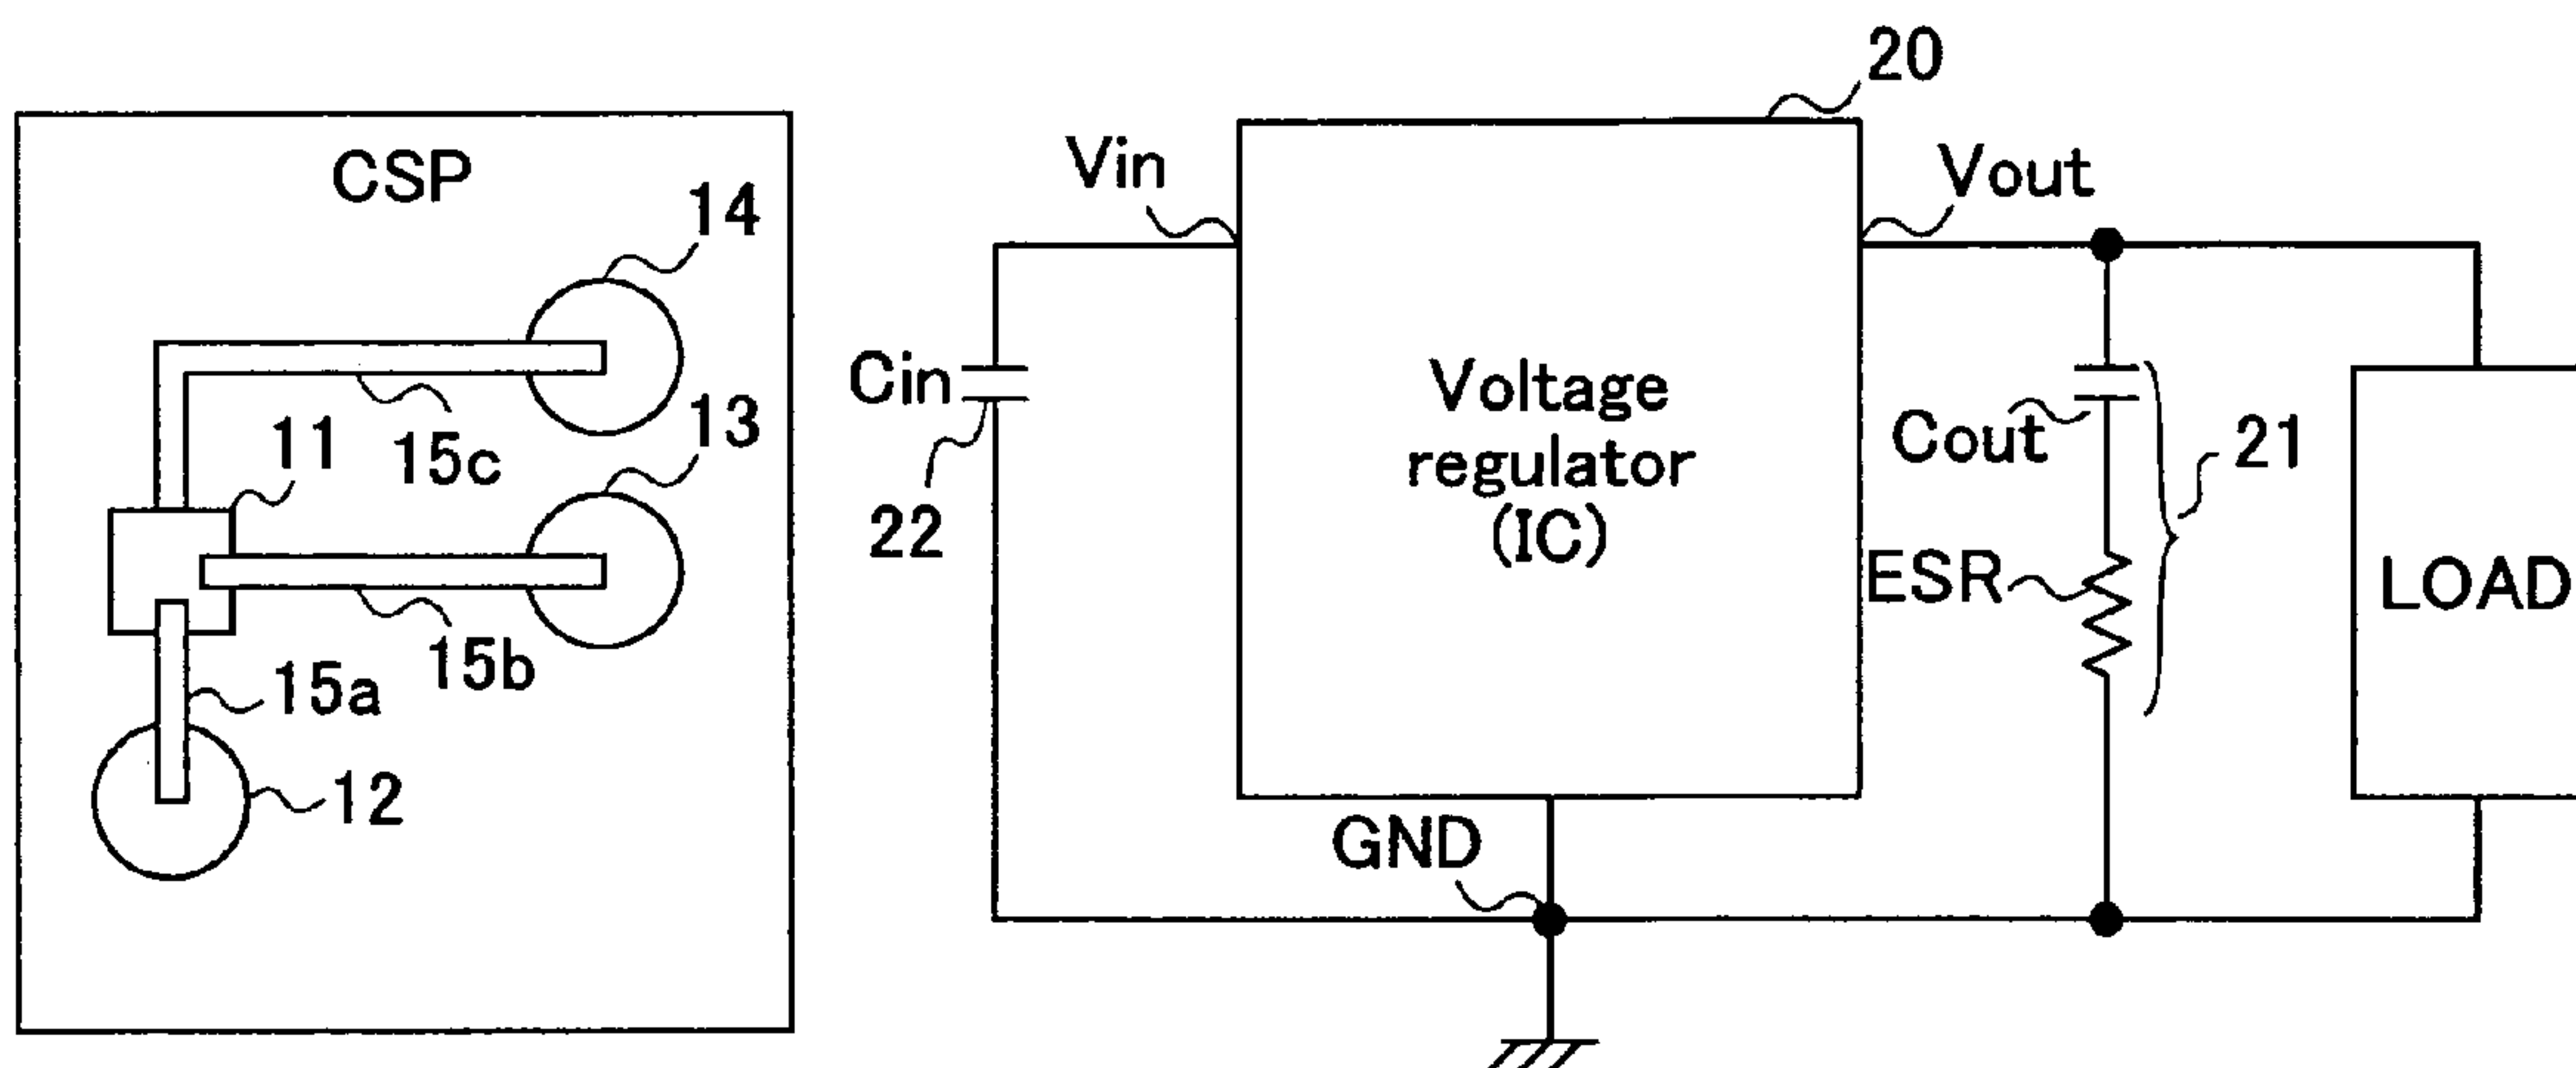 CSP
14
13
11
15c
15b
15a
12
20
Vin
Vout
Cin
22
Voltage
regulator
(IC)
Cout
21
ESR
LOAD
GND